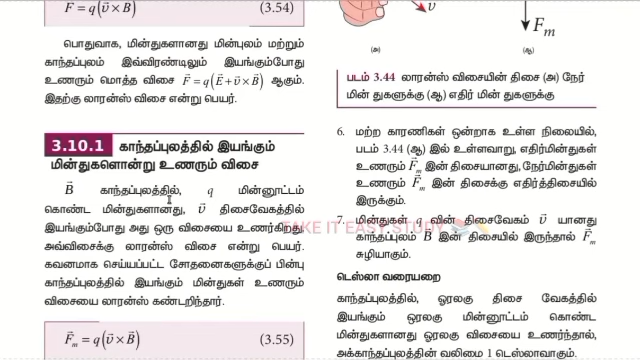 F⃗ = q(v⃗ × B⃗) (3.54)
பொதுவாக, மின்துகளானது மின்புலம் மற்றும்
காந்தப்புலம் இவ்விரண்டிலும் இயங்கும்போது
உணரும் மொத்த விசை F⃗ = q(E⃗ + v⃗ × B⃗) ஆகும்.
இதற்கு லாரன்ஸ் விசை என்று பெயர்.
3.10.1 காந்தப்புலத்தில் இயங்கும்
மின்துகளொன்று உணரும் விசை
B⃗ காந்தப்புலத்தில், q மின்னூட்டம்
கொண்ட மின்துகளானது, v⃗ திசைவேகத்தில்
இயங்கும்போது அது ஒரு விசையை உணர்கிறது
அவ்விசைக்கு லாரன்ஸ் விசை என்று பெயர்.
கவனமாக செய்யப்பட்ட சோதனைகளுக்குப் பின்பு
காந்தப்புலத்தில் இயங்கும் மின்துகள் உணரும்
விசையை லாரன்ஸ் கண்டறிந்தார்.
F⃗m = q(v⃗ × B⃗) (3.55)
v⃗
F⃗m
(அ) (ஆ)
படம் 3.44 லாரன்ஸ் விசையின் திசை (அ) நேர்
மின் துகளுக்கு (ஆ) எதிர் மின் துகளுக்கு
6. மற்ற காரணிகள் ஒன்றாக உள்ள நிலையில்,
படம் 3.44 (ஆ) இல் உள்ளவாறு, எதிர்மின்துகள்
உணரும் F⃗m இன் திசையானது, நேர்மின்துகள்
உணரும் F⃗m இன் திசைக்கு எதிர்த்திசையில்
இருக்கும்.
7. மின்துகள் q வின் திசைவேகம் v⃗ யானது
காந்தப்புலம் B⃗ இன் திசையில் இருந்தால் F⃗m
சுழியாகும்.
டெஸ்லா வரையறை
காந்தப்புலத்தில், ஓரலகு திசை வேகத்தில்
இயங்கும் ஓரலகு மின்னூட்டம் கொண்ட
மின்துகளானது ஓரலகு விசையை உணர்ந்தால்,
அக்காந்தப்புலத்தின் வலிமை 1 டெஸ்லாவாகும்.
TAKE IT EASY STUDY